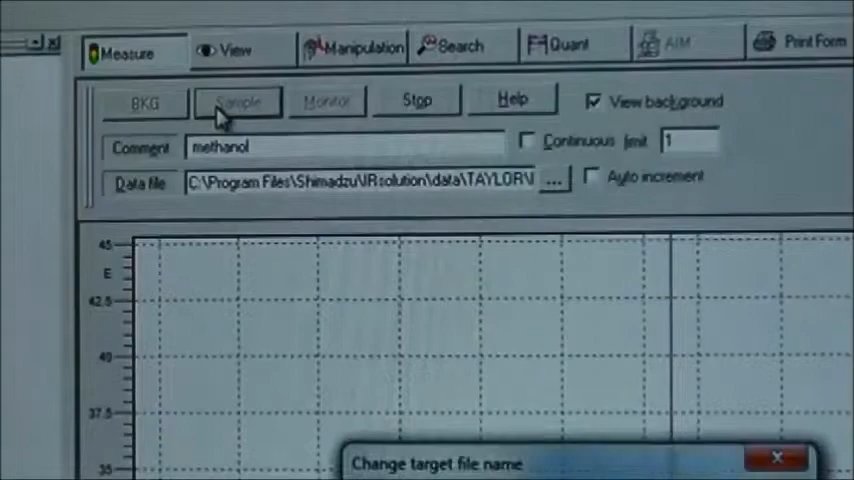 Measure View Manipulation Search Quant AIM Print Form
BKG Sample Monitor Stop Help View background
Comment methanol Continuous limit 1
Data file C:\Program Files\Shimadzu\IRsolution\data\TAYLOR\ ... Auto increment
45
E
42.5
40
37.5
35
Change target file name